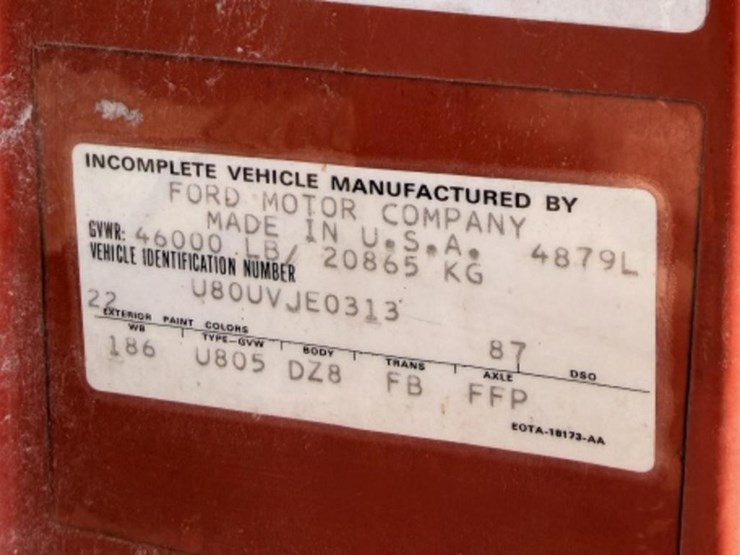 INCOMPLETE VEHICLE MANUFACTURED BY
FORD MOTOR COMPANY
MADE IN U.S.A.
GVWR: 46000 LB/ 20865 KG 4879L
VEHICLE IDENTIFICATION NUMBER
U80UVJE0313
22 87
EXTERIOR PAINT COLORS DSO
WB TYPE-GVW BODY TRANS AXLE
186 U805 DZ8 FB FFP
EOTA-18173-AA